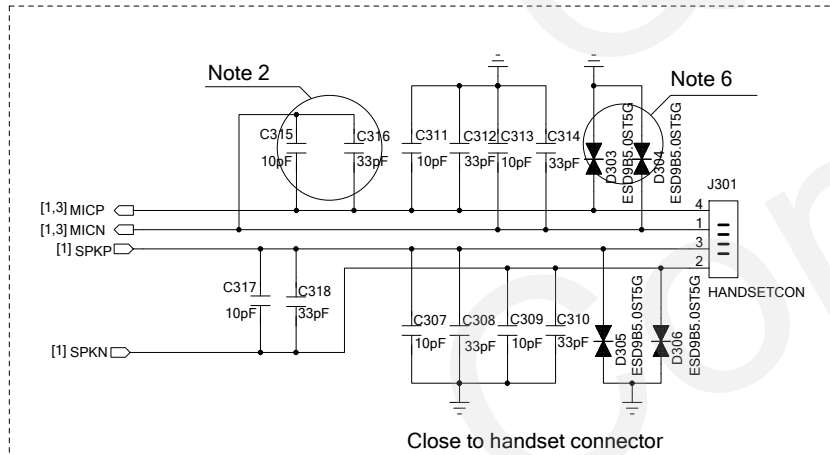 Note 2
Note 6
C315
10pF
C316
33pF
C311
10pF
C312
33pF
C313
10pF
C314
33pF
D303
ESD9B5.0ST5G
D304
ESD9B5.0ST5G
J301
[1,3] MICP
4
[1,3] MICN
1
[1] SPKP
3
2
HANDSETCON
C317
10pF
C318
33pF
C307
10pF
C308
33pF
C309
10pF
C310
33pF
D305
ESD9B5.0ST5G
D306
ESD9B5.0ST5G
[1] SPKN
Close to handset connector